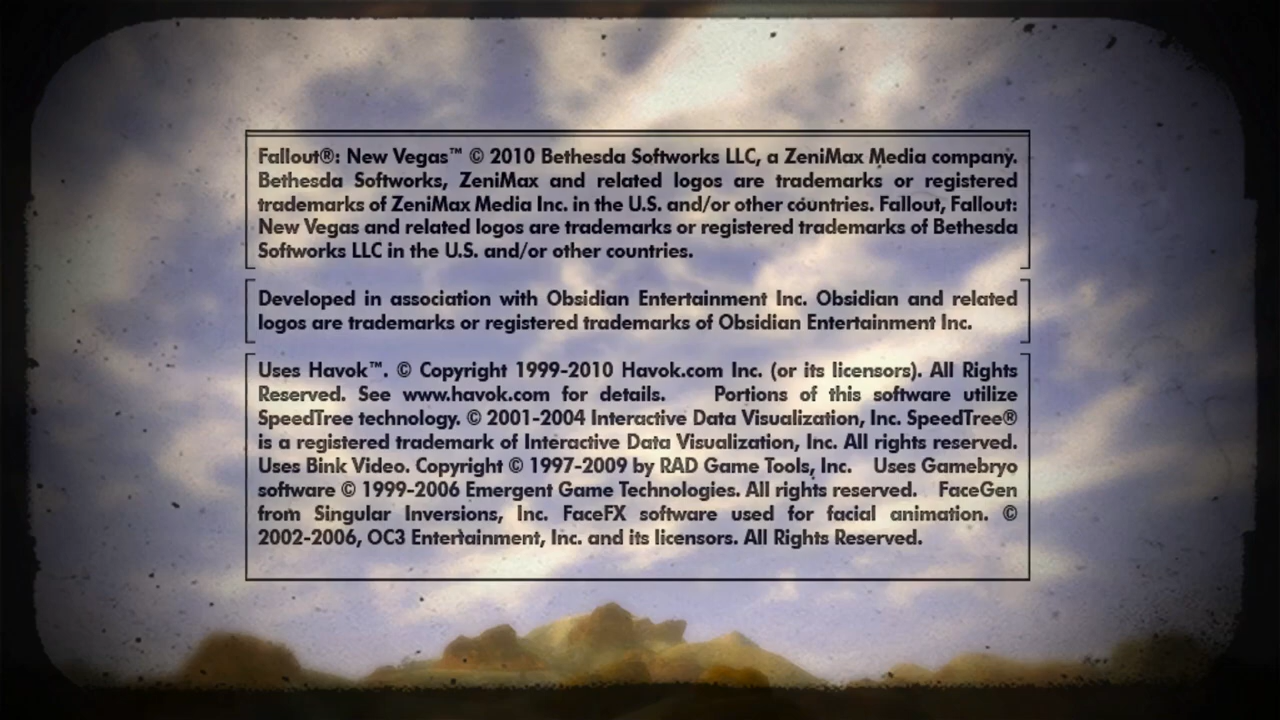 Fallout®: New Vegas™ © 2010 Bethesda Softworks LLC, a ZeniMax Media company.
Bethesda Softworks, ZeniMax and related logos are trademarks or registered
trademarks of ZeniMax Media Inc. in the U.S. and/or other countries. Fallout, Fallout:
New Vegas and related logos are trademarks or registered trademarks of Bethesda
Softworks LLC in the U.S. and/or other countries.
Developed in association with Obsidian Entertainment Inc. Obsidian and related
logos are trademarks or registered trademarks of Obsidian Entertainment Inc.
Uses Havok™. © Copyright 1999-2010 Havok.com Inc. (or its licensors). All Rights
Reserved. See www.havok.com for details. Portions of this software utilize
SpeedTree technology. © 2001-2004 Interactive Data Visualization, Inc. SpeedTree®
is a registered trademark of Interactive Data Visualization, Inc. All rights reserved.
Uses Bink Video. Copyright © 1997-2009 by RAD Game Tools, Inc. Uses Gamebryo
software © 1999-2006 Emergent Game Technologies. All rights reserved. FaceGen
from Singular Inversions, Inc. FaceFX software used for facial animation. ©
2002-2006, OC3 Entertainment, Inc. and its licensors. All Rights Reserved.